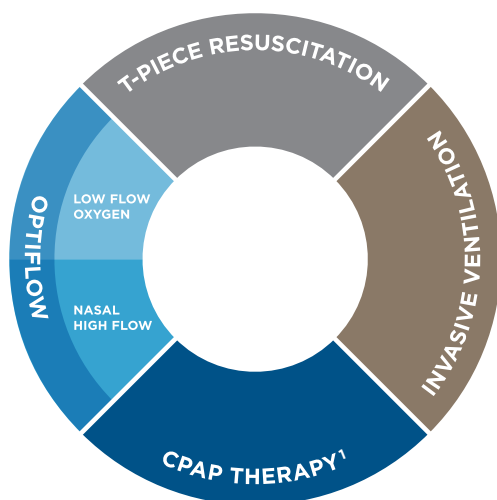 T-PIECE RESUSCITATION
INVASIVE VENTILATION
CPAP THERAPY¹
OPTIFLOW
LOW FLOW
OXYGEN
NASAL
HIGH FLOW